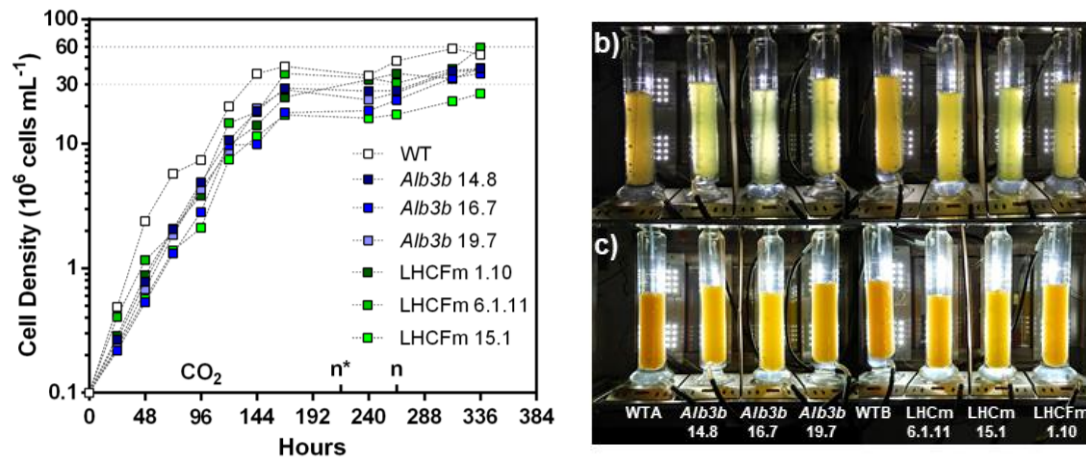 100
60
30
10
1
0.1
Cell Density (10⁶ cells mL⁻¹)
WT
Alb3b 14.8
Alb3b 16.7
Alb3b 19.7
LHCFm 1.10
LHCFm 6.1.11
LHCFm 15.1
CO₂ n* n
0 48 96 144 192 240 288 336 384
Hours
b)
c)
WTA Alb3b Alb3b Alb3b WTB LHCm LHCm LHCFm
14.8 16.7 19.7 6.1.11 15.1 1.10